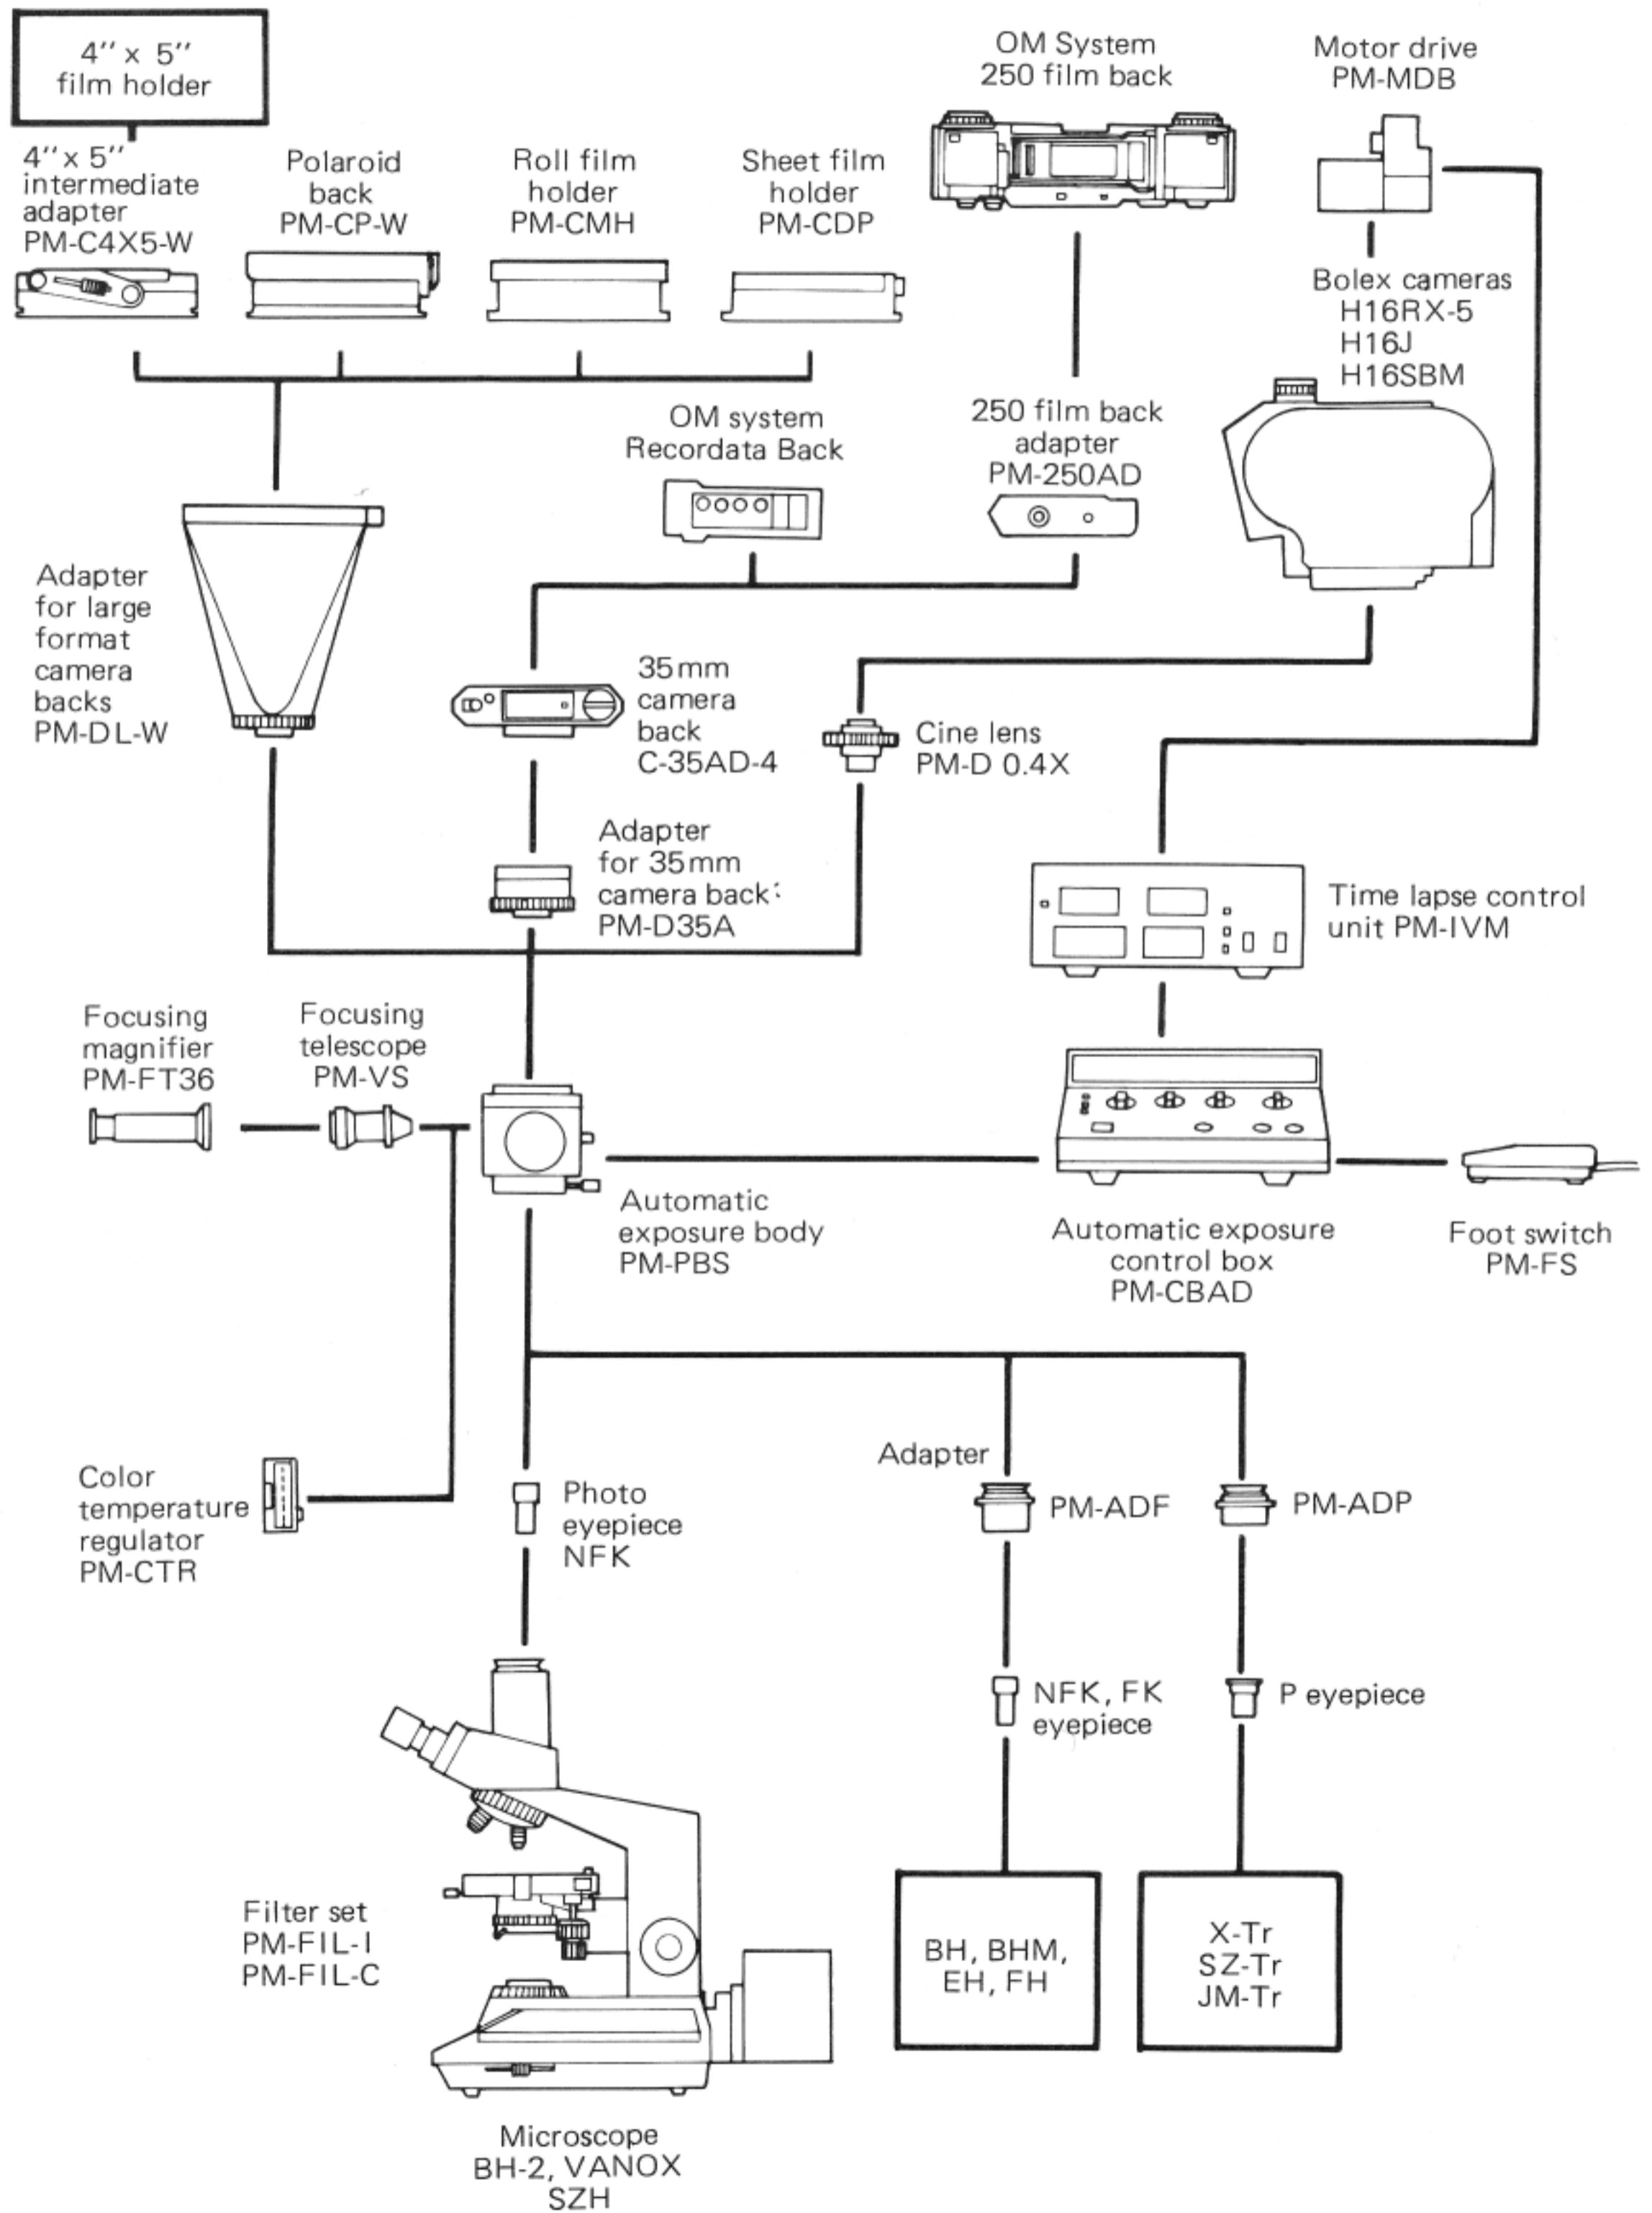 4′′ x 5′′
film holder
4′′ x 5′′
intermediate
adapter
PM-C4X5-W
Polaroid
back
PM-CP-W
Roll film
holder
PM-CMH
Sheet film
holder
PM-CDP
OM System
250 film back
Motor drive
PM-MDB
Bolex cameras
H16RX-5
H16J
H16SBM
OM system
Recordata Back
250 film back
adapter
PM-250AD
Adapter
for large
format
camera
backs
PM-DL-W
35mm
camera
back
C-35AD-4
Cine lens
PM-D 0.4X
Adapter
for 35mm
camera back:
PM-D35A
Time lapse control
unit PM-IVM
Focusing
magnifier
PM-FT36
Focusing
telescope
PM-VS
Automatic
exposure body
PM-PBS
Automatic exposure
control box
PM-CBAD
Foot switch
PM-FS
Color
temperature
regulator
PM-CTR
Photo
eyepiece
NFK
Adapter
PM-ADF
PM-ADP
NFK, FK
eyepiece
P eyepiece
Filter set
PM-FIL-I
PM-FIL-C
BH, BHM,
EH, FH
X-Tr
SZ-Tr
JM-Tr
Microscope
BH-2, VANOX
SZH